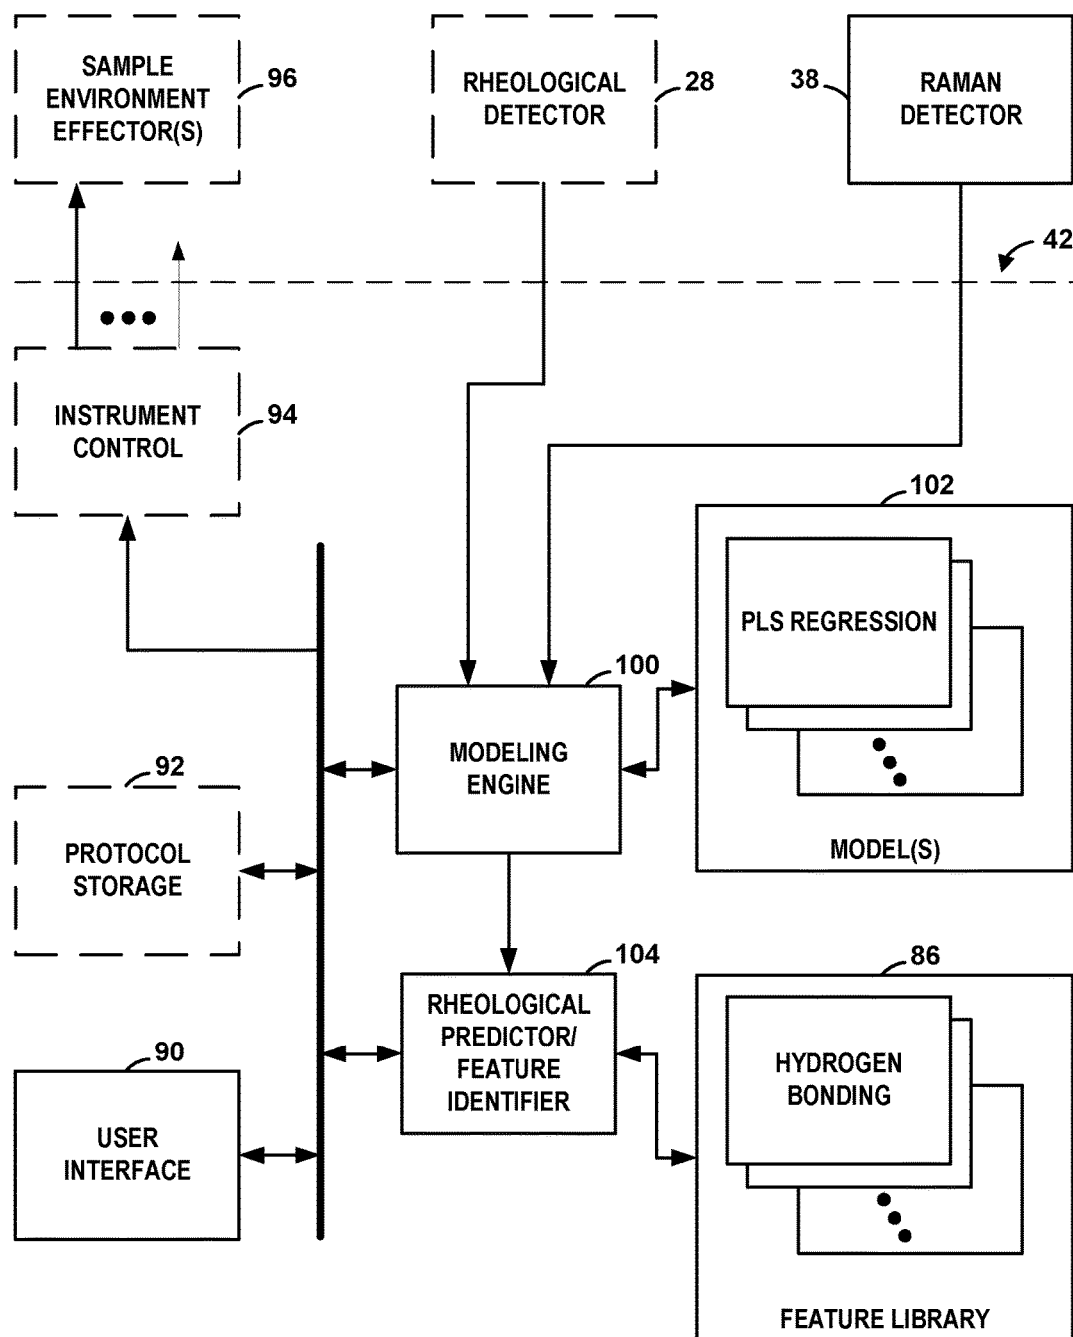 SAMPLE
ENVIRONMENT
EFFECTOR(S)
96
RHEOLOGICAL
DETECTOR
28
38
RAMAN
DETECTOR
42
INSTRUMENT
CONTROL
94
102
PLS REGRESSION
MODEL(S)
100
MODELING
ENGINE
92
PROTOCOL
STORAGE
104
RHEOLOGICAL
PREDICTOR/
FEATURE
IDENTIFIER
86
HYDROGEN
BONDING
FEATURE LIBRARY
90
USER
INTERFACE